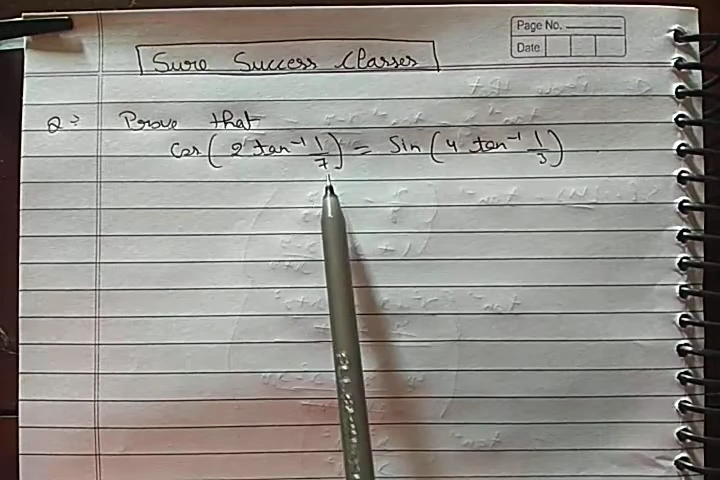 Page No.
Date
Sure Success Classes
Q: Prove that
Cos ( 2 tan⁻¹ 1/7 ) = Sin ( 4 tan⁻¹ 1/3 )